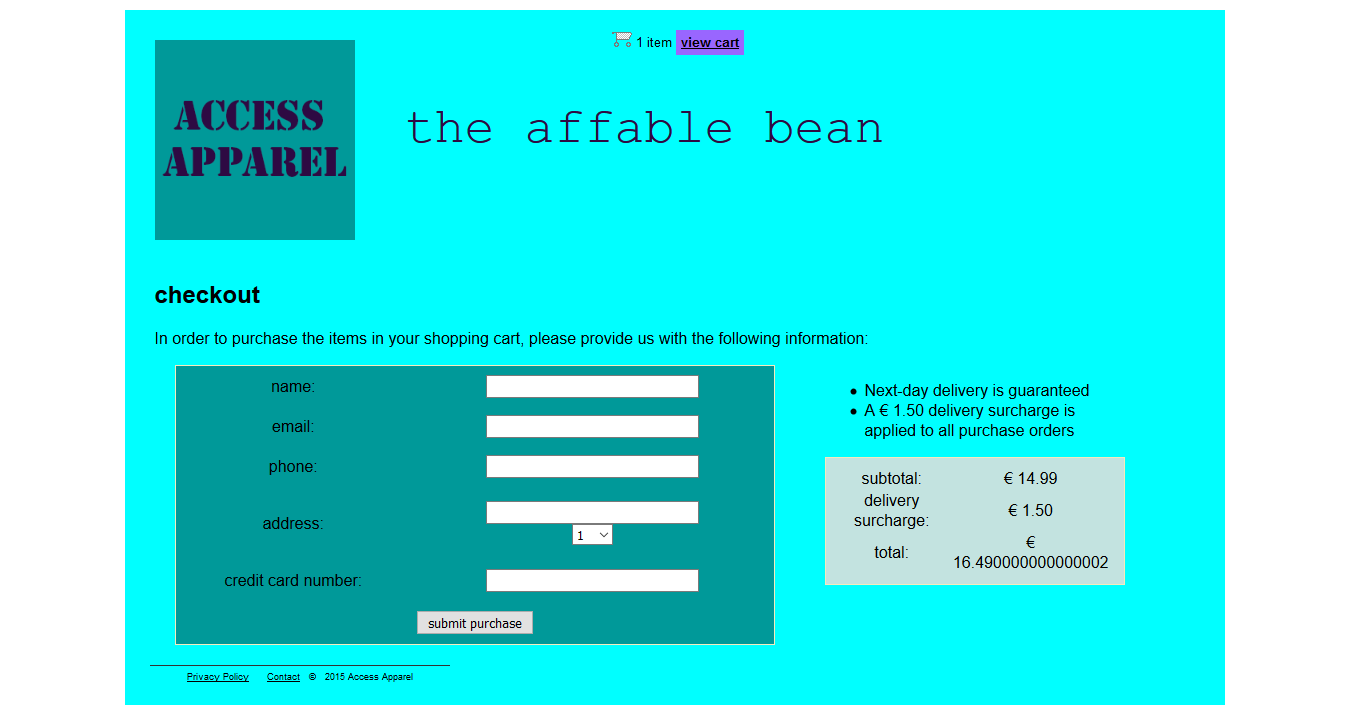 1 item view cart
ACCESS
APPAREL
the affable bean
checkout
In order to purchase the items in your shopping cart, please provide us with the following information:
name:
email:
phone:
address:
1
credit card number:
submit purchase
Next-day delivery is guaranteed
A € 1.50 delivery surcharge is
applied to all purchase orders
subtotal: € 14.99
delivery
surcharge: € 1.50
total: €
16.490000000000002
Privacy Policy Contact © 2015 Access Apparel